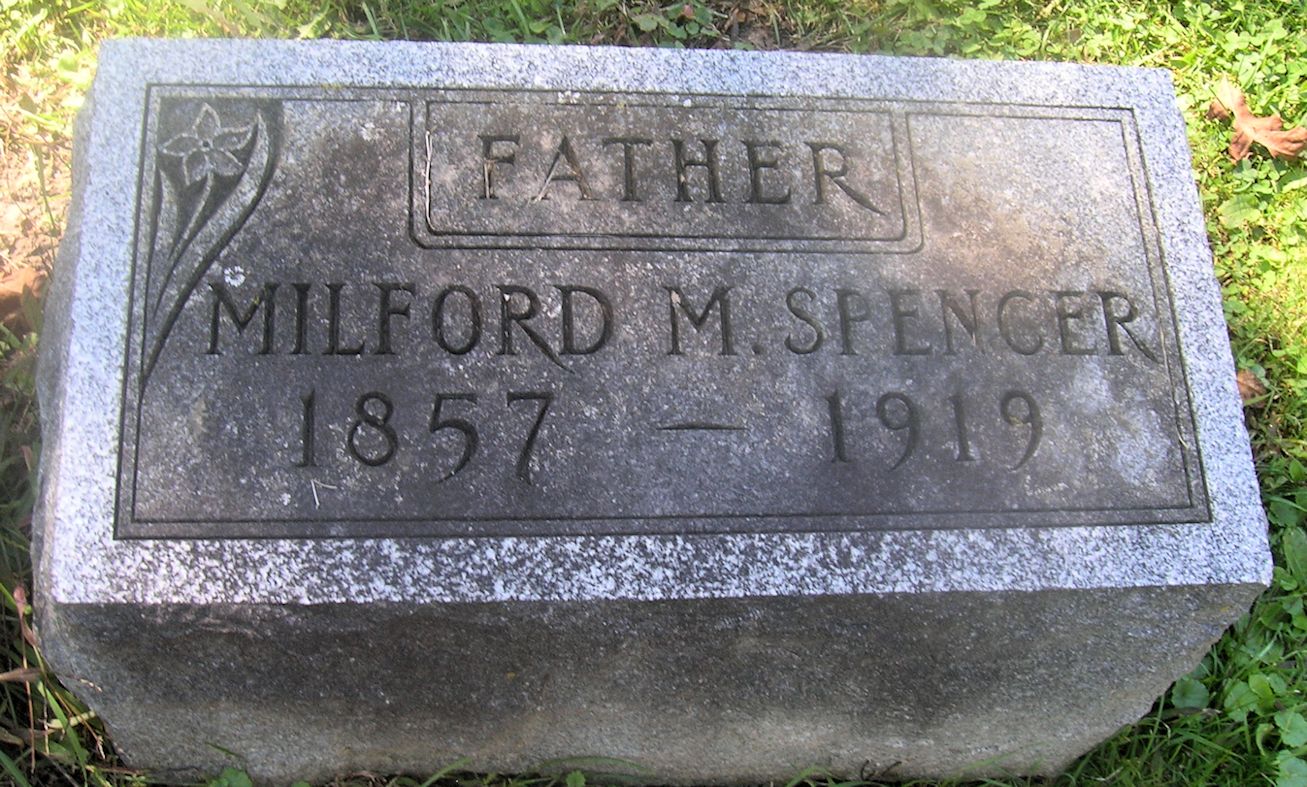 FATHER
MILFORD M. SPENCER
1857 – 1919